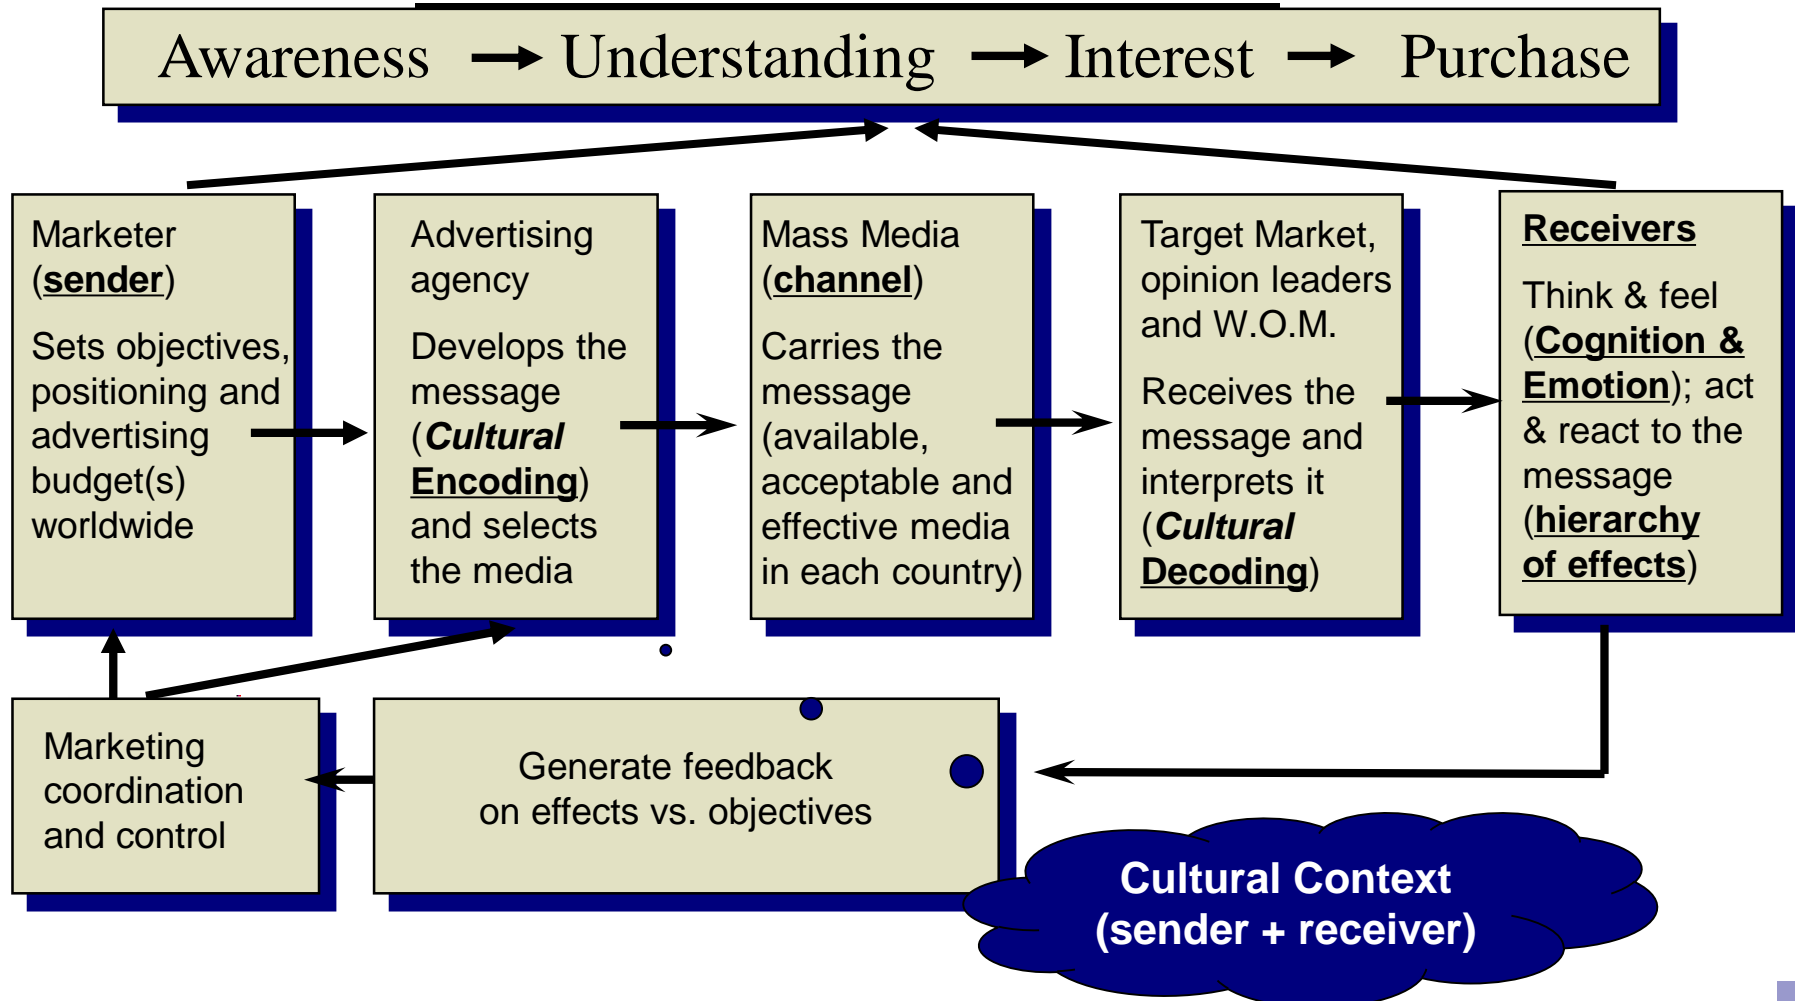 Awareness Understanding Interest Purchase
Marketer
(sender)
Sets objectives,
positioning and
advertising
budget(s)
worldwide
Advertising
agency
Develops the
message
(Cultural
Encoding)
and selects
the media
Mass Media
(channel)
Carries the
message
(available,
acceptable and
effective media
in each country)
Target Market,
opinion leaders
and W.O.M.
Receives the
message and
interprets it
(Cultural
Decoding)
Receivers
Think & feel
(Cognition &
Emotion); act
& react to the
message
(hierarchy
of effects)
Marketing
coordination
and control
Generate feedback
on effects vs. objectives
Cultural Context
(sender + receiver)